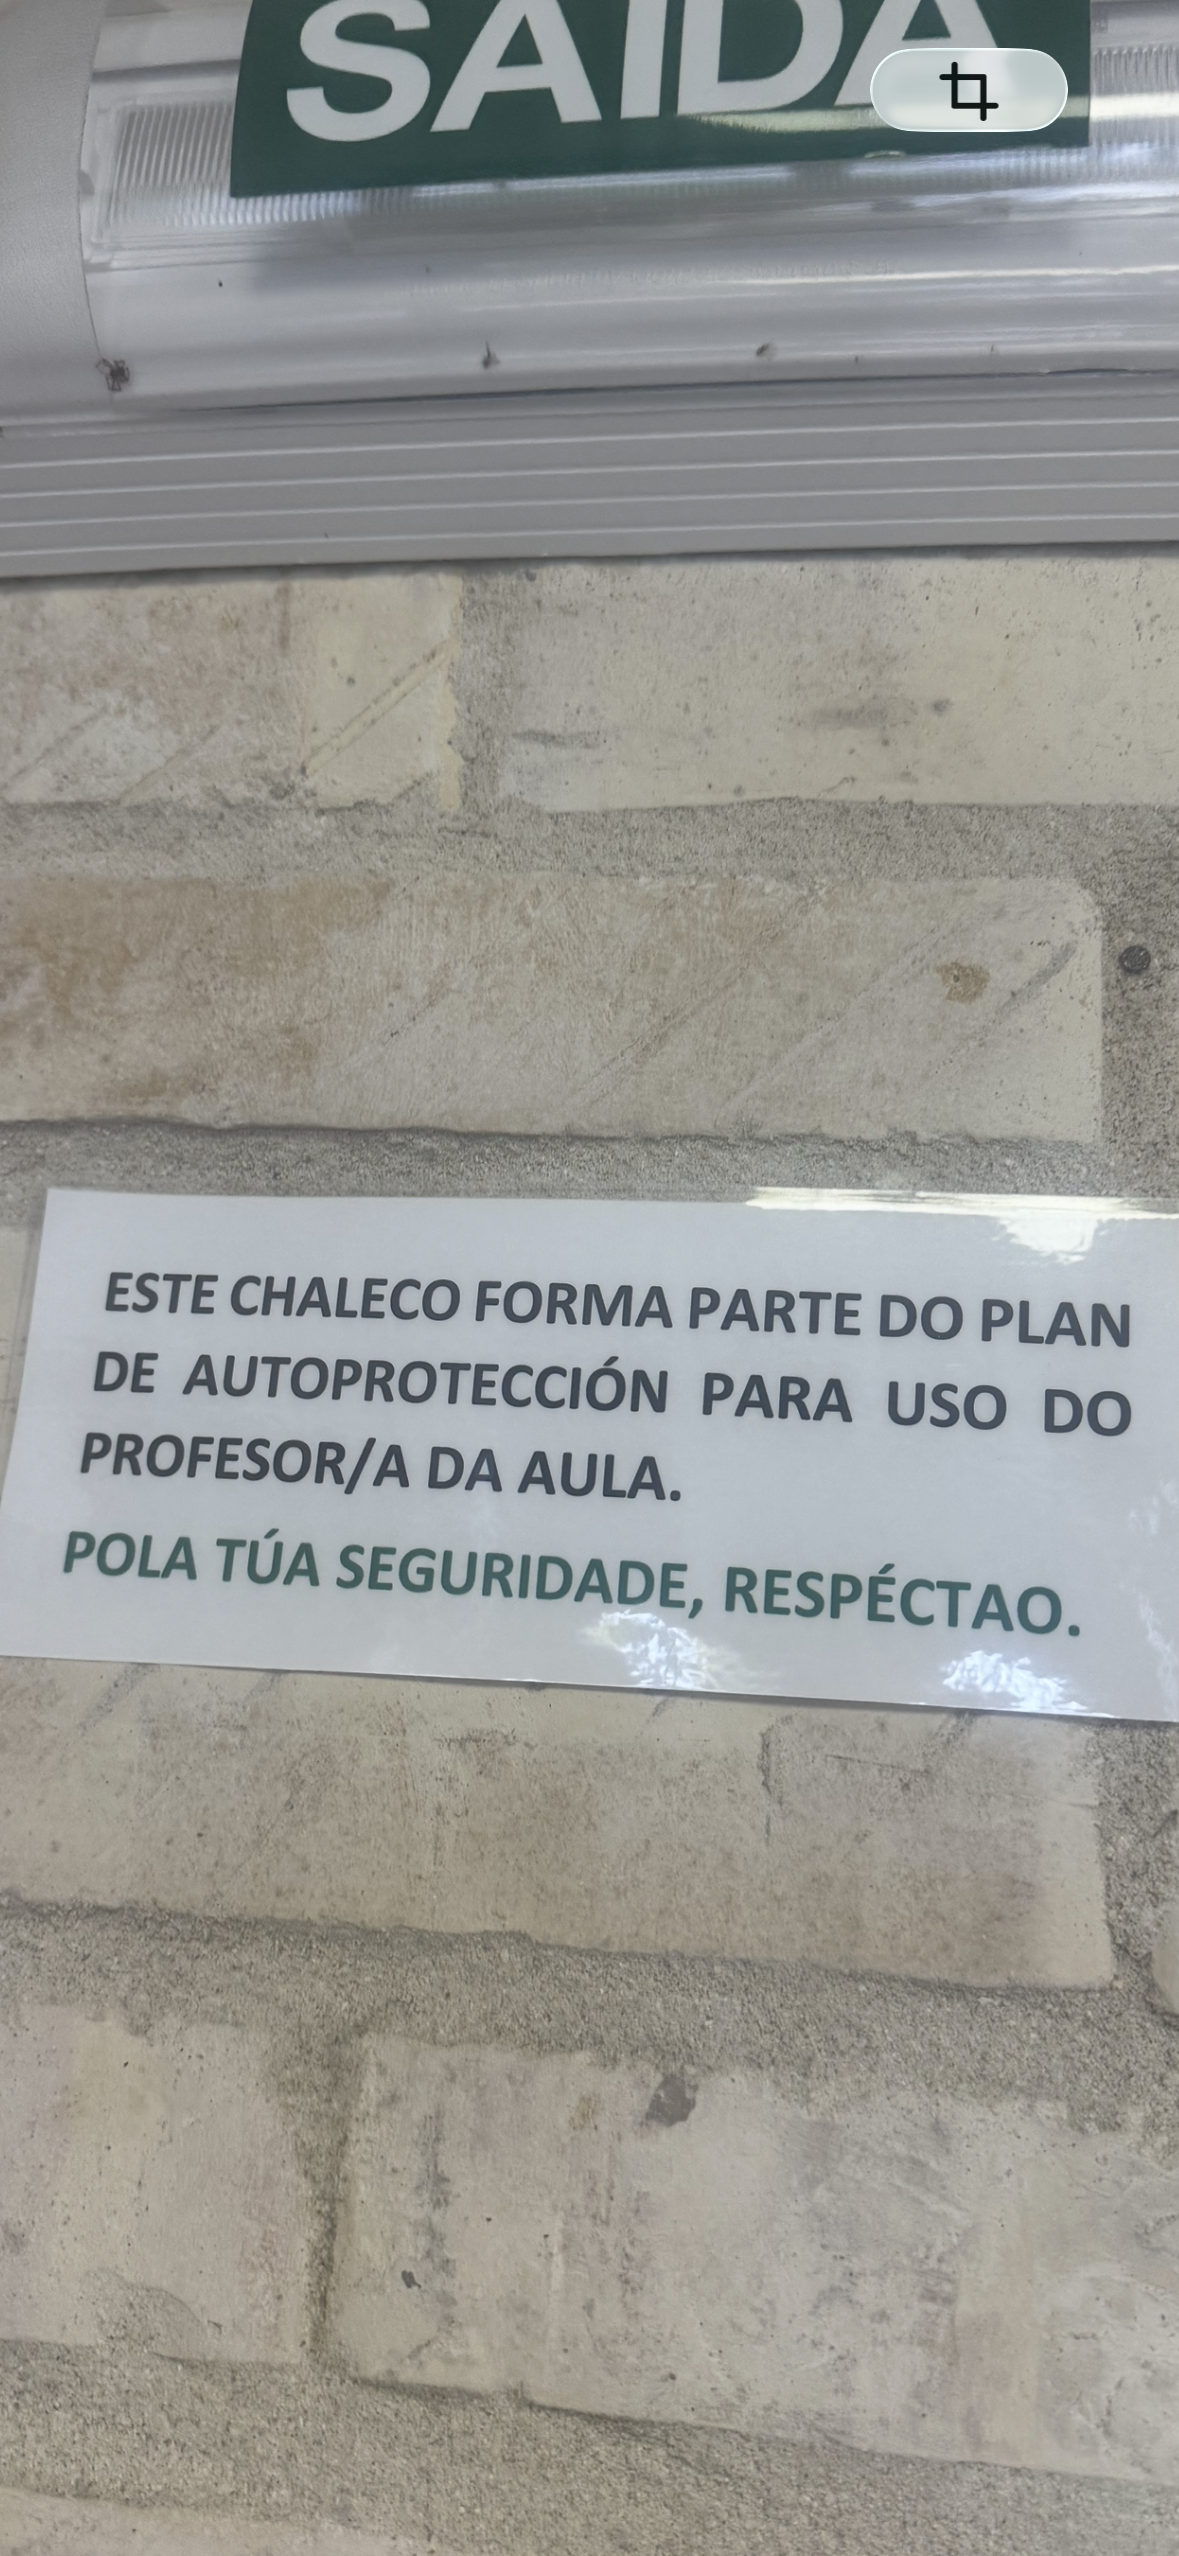 SAIDA
ESTE CHALECO FORMA PARTE DO PLAN
DE AUTOPROTECCIÓN PARA USO DO
PROFESOR/A DA AULA.
POLA TÚA SEGURIDADE, RESPÉCTAO.